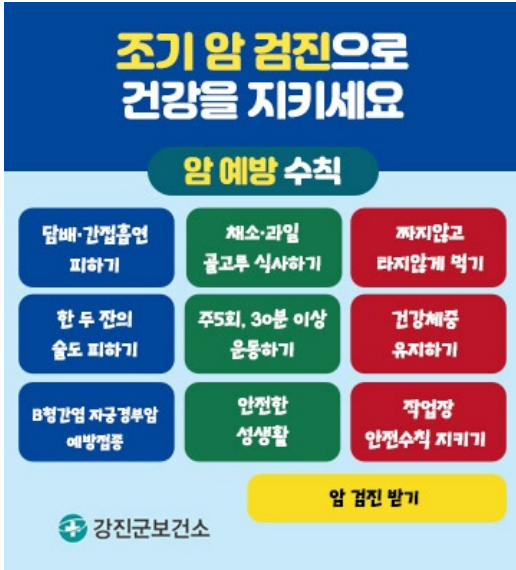 조기 암 검진으로
건강을 지키세요
암 예방 수칙
담배·간접흡연
피하기
채소·과일
골고루 식사하기
짜지않고
타지않게 먹기
한 두 잔의
술도 피하기
주5회, 30분 이상
운동하기
건강체중
유지하기
B형간염 자궁경부암
예방접종
안전한
성생활
작업장
안전수칙 지키기
암 검진 받기
강진군보건소